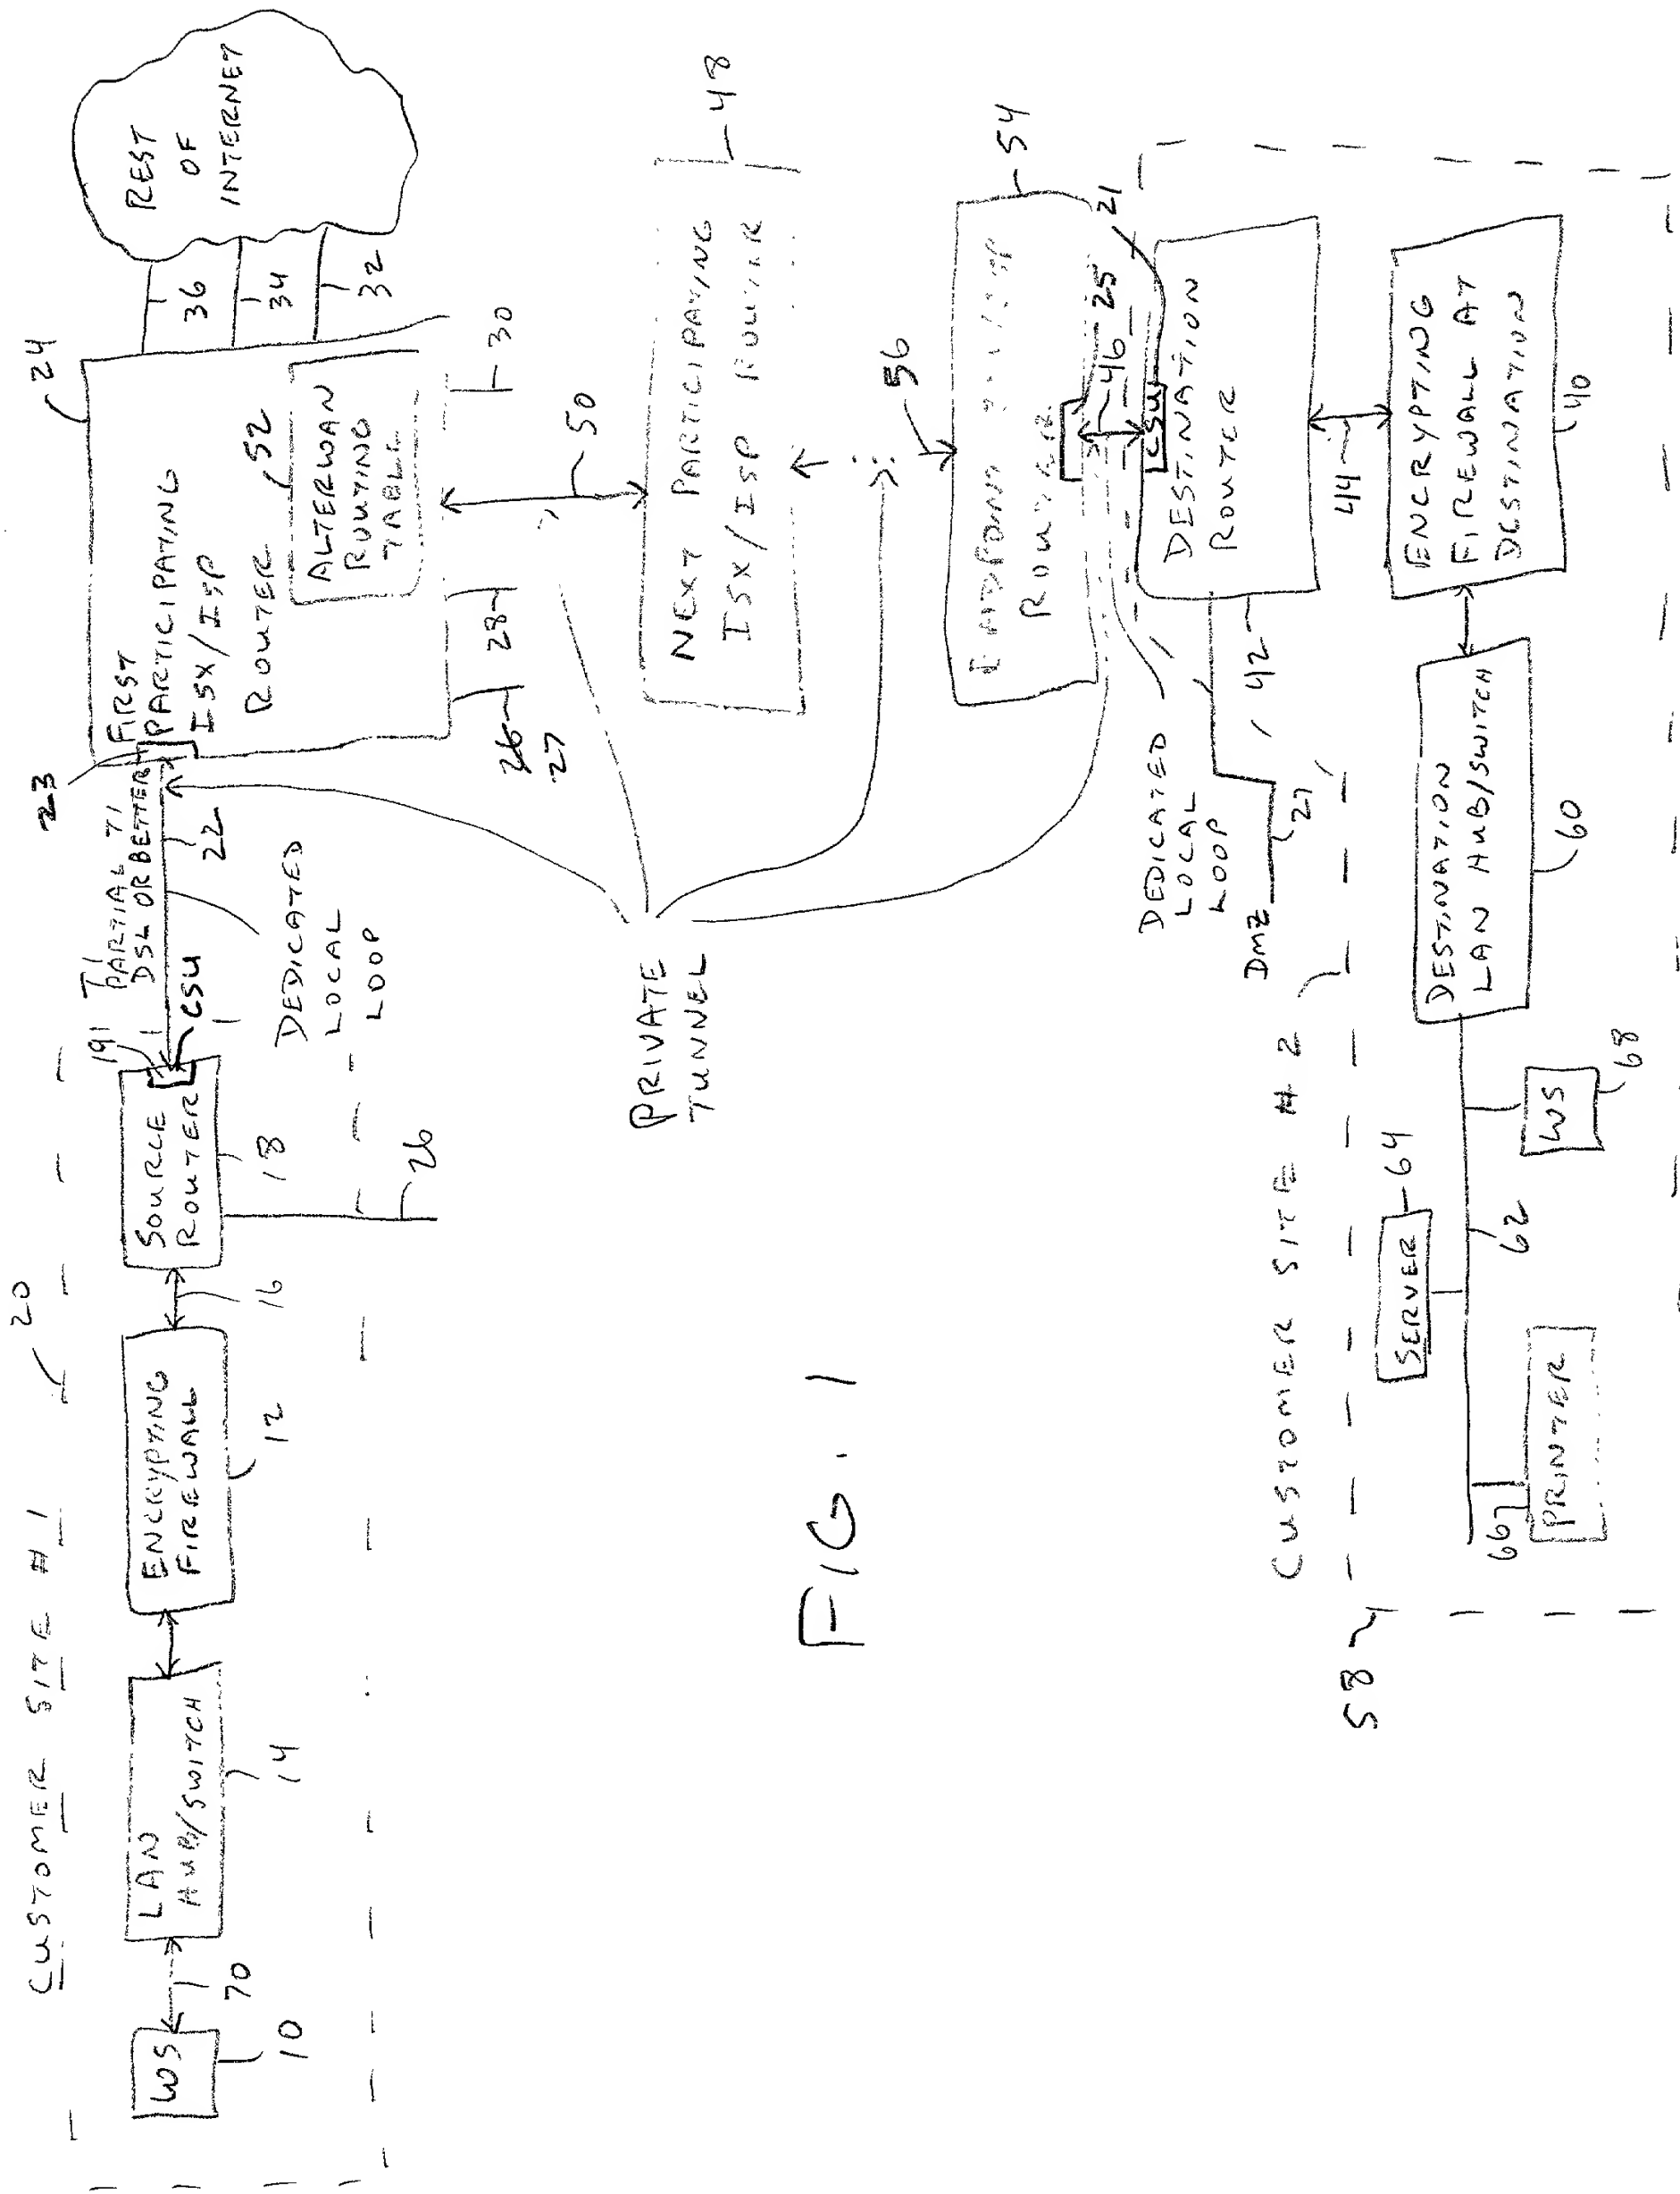 CUSTOMER SITE # 1
20
WS
10
70
LAN
HUB/SWITCH
14
ENCRYPTING
FIREWALL
12
16
SOURCE
ROUTER
18
19
CSU
26
T1
PARTIAL T1
DSL OR BETTER
22
DEDICATED
LOCAL
LOOP
23
24
FIRST
PARTICIPATING
ISX/ISP
ROUTER
52
ALTERWAN
ROUTING
TABLE
36
34
32
REST
OF
INTERNET
26
27
28
30
50
PRIVATE
TUNNEL
NEXT PARTICIPATING
ISX/ISP ROUTER
48
56
ROUTER
54
25
46
21
CSU
DESTINATION
ROUTER
42
DEDICATED
LOCAL
LOOP
DMZ
27
44
ENCRYPTING
FIREWALL AT
DESTINATION
40
DESTINATION
LAN HUB/SWITCH
60
CUSTOMER SITE # 2
58
SERVER
64
62
WS
68
66
PRINTER
FIG. 1